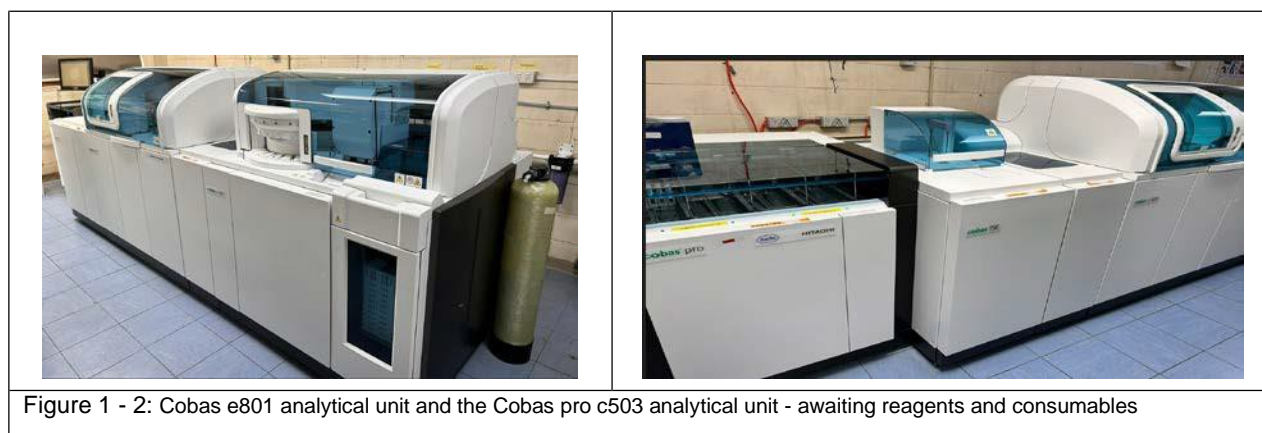 cobas pro
Roche
HITACHI
Figure 1 - 2: Cobas e801 analytical unit and the Cobas pro c503 analytical unit - awaiting reagents and consumables